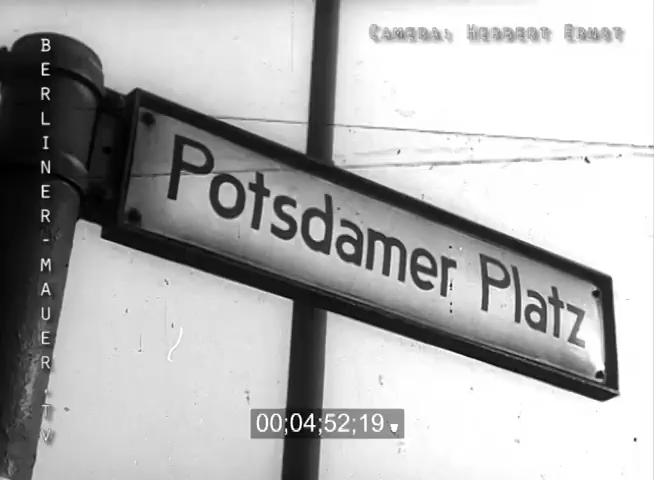 Camera: Herbert Ernst
BERLINER-MAUER.TV
Potsdamer Platz
00;04;52;19